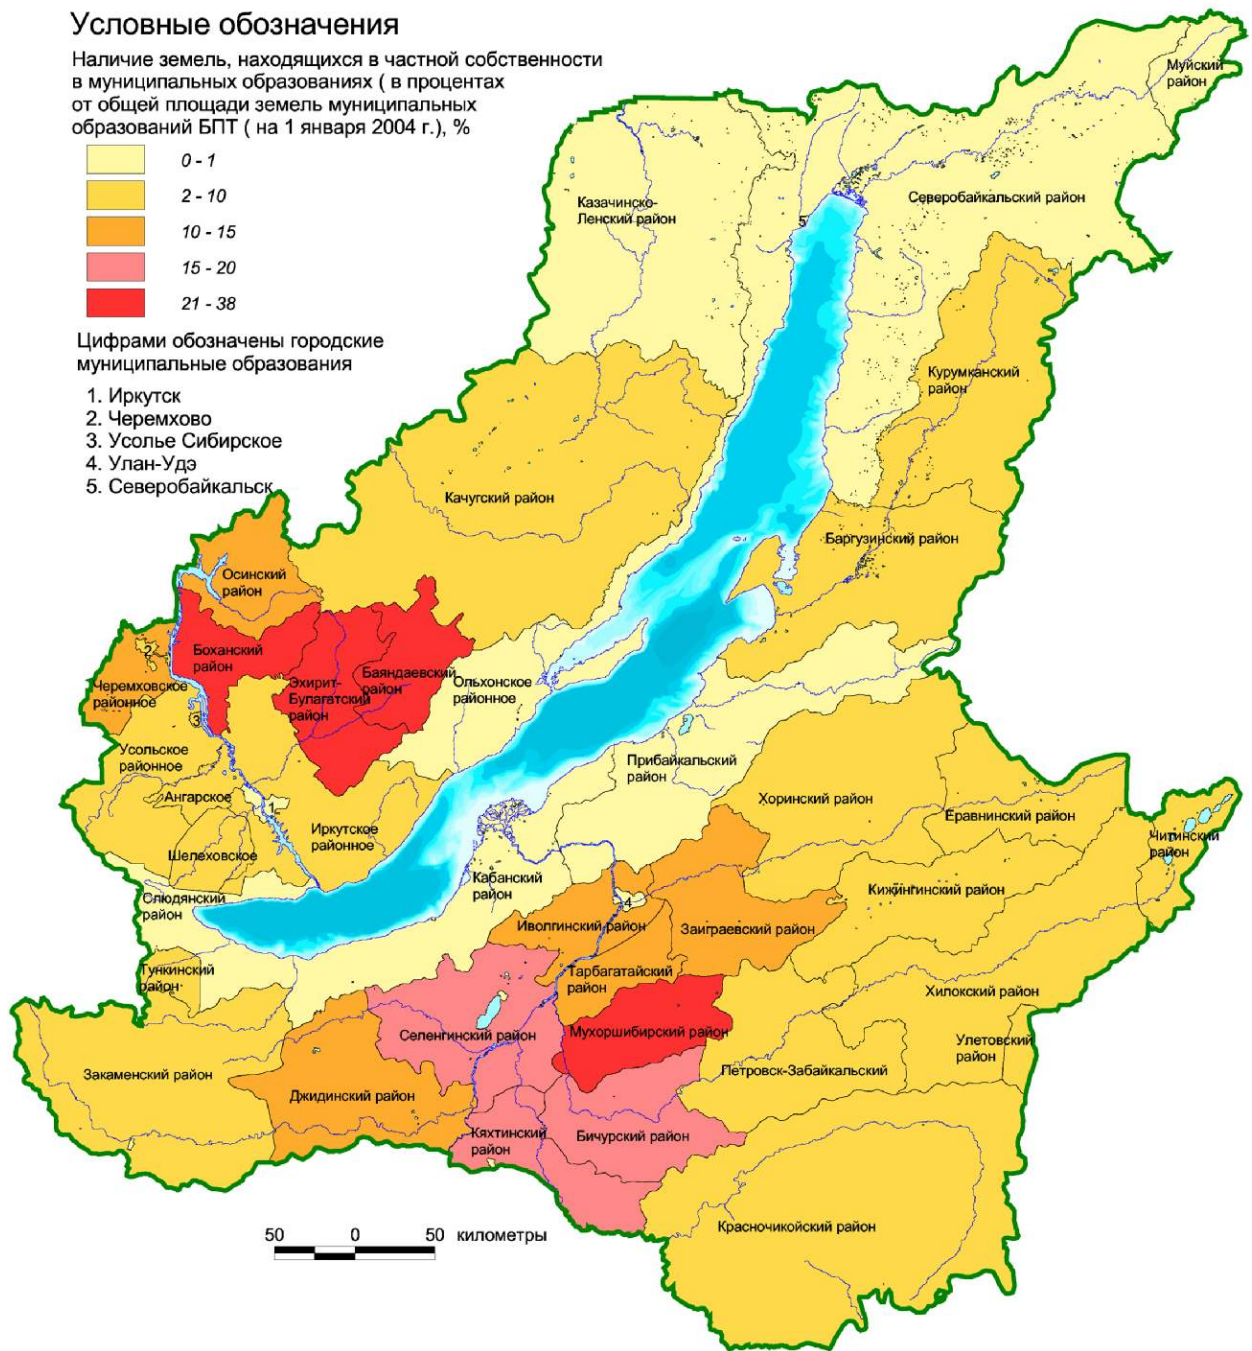 Условные обозначения
Наличие земель, находящихся в частной собственности
в муниципальных образованиях ( в процентах
от общей площади земель муниципальных
образований БПТ ( на 1 января 2004 г.), %
0 - 1
2 - 10
10 - 15
15 - 20
21 - 38
Цифрами обозначены городские
муниципальные образования
1. Иркутск
2. Черемхово
3. Усолье Сибирское
4. Улан-Удэ
5. Северобайкальск
Муйский
район
Казачинско-
Ленский район
Северобайкальский район
5
Курумканский
район
Качугский район
Баргузинский район
Осинский
район
2
Боханский
район
Баяндаевский
район
Эхирит-
Булагатский
район
Ольхонское
районное
Черемховское
районное
3
Усольское
районное
Прибайкальский
район
Ангарское
1
Хоринский район
Иркутское
районное
Еравнинский район
Читинский
район
Шелеховское
Слюдянский
район
Кабанский
район
Кижингинский район
4
Иволгинский район
Заиграевский район
Тункинский
район
Тарбагатайский
район
Хилокский район
Селенгинский район
Мухоршибирский район
Улетовский
район
Закаменский район
Петровск-Забайкальский
Джидинский район
Кяхтинский
район
Бичурский район
Красночикойский район
50 0 50 километры